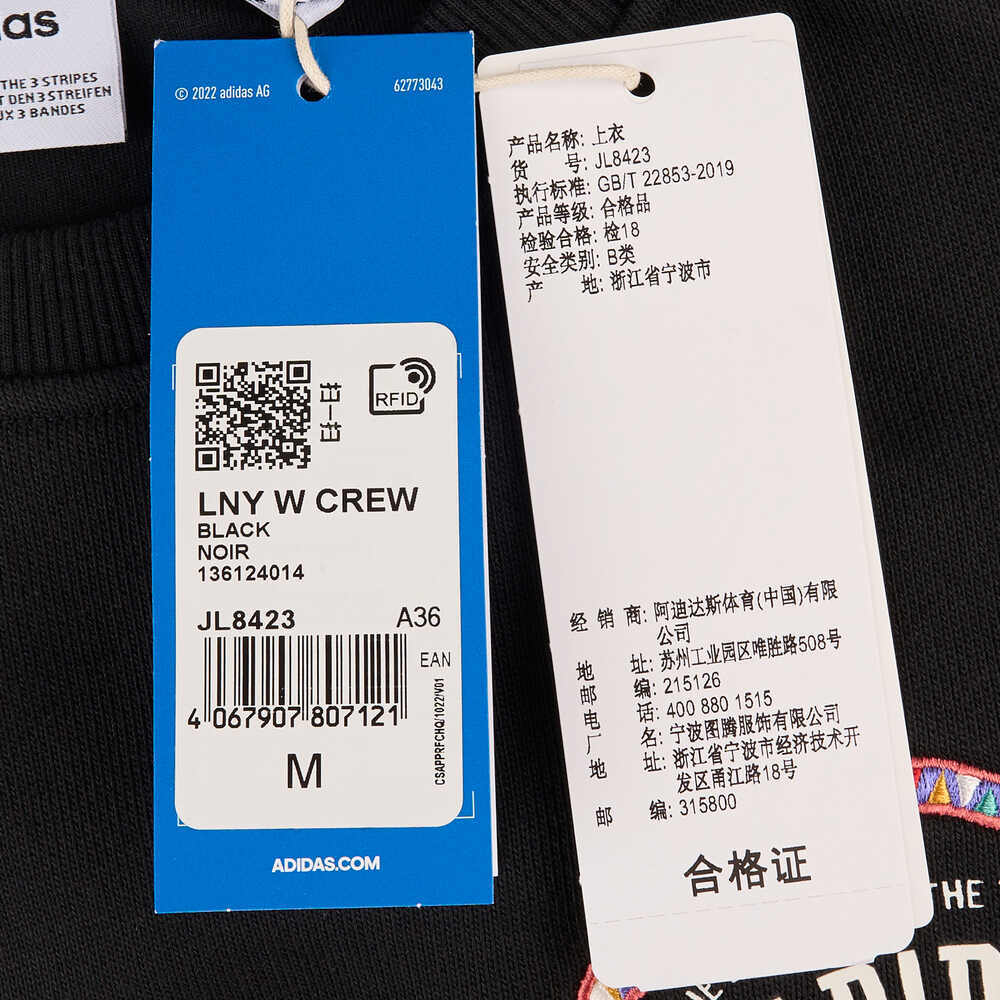 das
THE 3 STRIPES
T DEN 3 STREIFEN
UX 3 BANDES
© 2022 adidas AG 62773043
扫一扫
RFID
LNY W CREW
BLACK
NOIR
136124014
JL8423 A36
EAN
4 067907 807121
CSAPPRFCHQ/1022/V01
M
ADIDAS.COM
产品名称: 上衣
货 号: JL8423
执行标准: GB/T 22853-2019
产品等级: 合格品
检验合格: 检18
安全类别: B类
产 地: 浙江省宁波市
经 销 商: 阿迪达斯体育(中国)有限
公司
地 址: 苏州工业园区唯胜路508号
邮 编: 215126
电 话: 400 880 1515
厂 名: 宁波图腾服饰有限公司
地 址: 浙江省宁波市经济技术开
发区甬江路18号
邮 编: 315800
合格证
THE